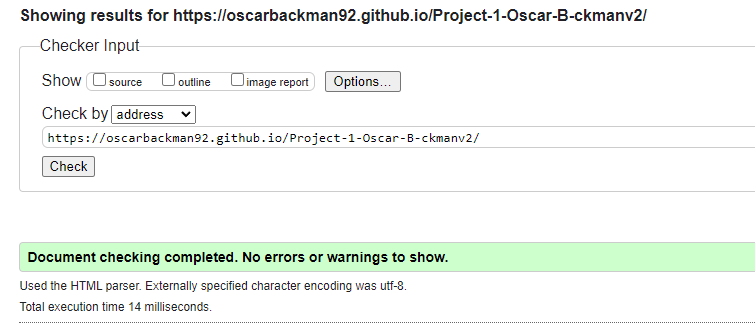 Showing results for https://oscarbackman92.github.io/Project-1-Oscar-B-ckmanv2/
Checker Input
Show source outline image report Options...
Check by address
https://oscarbackman92.github.io/Project-1-Oscar-B-ckmanv2/
Check
Document checking completed. No errors or warnings to show.
Used the HTML parser. Externally specified character encoding was utf-8.
Total execution time 14 milliseconds.